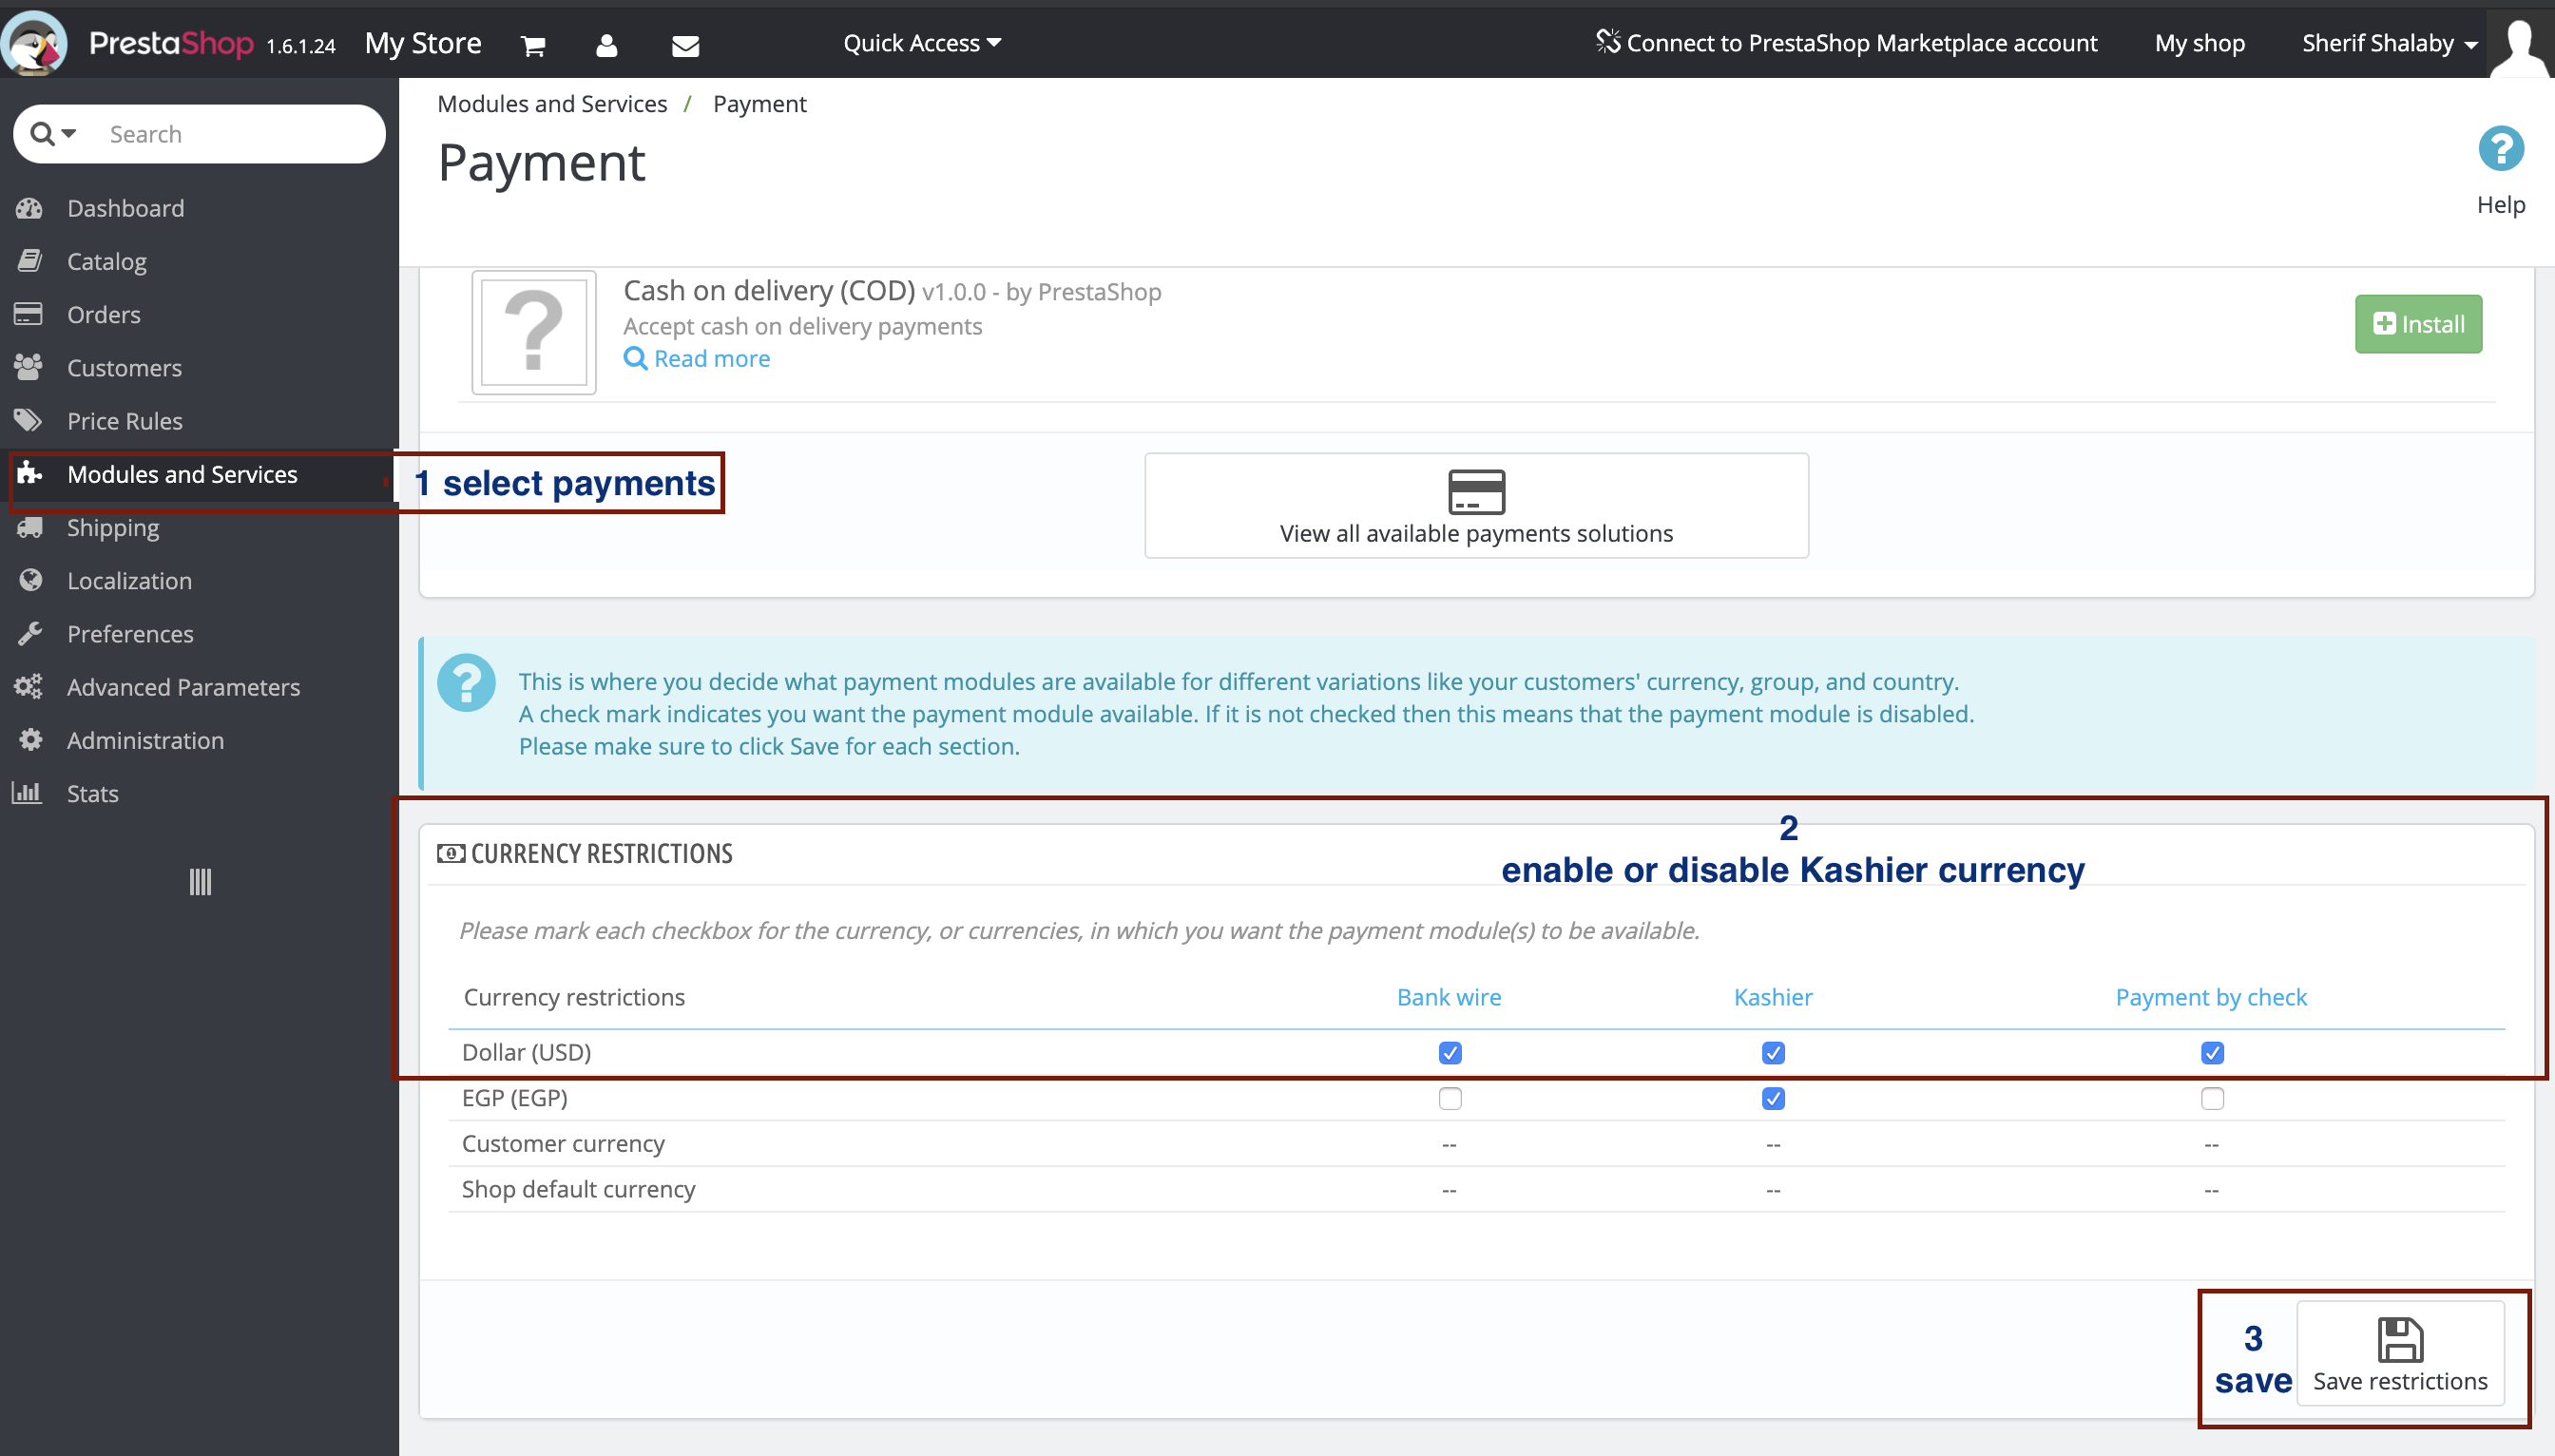 PrestaShop 1.6.1.24 My Store Quick Access Connect to PrestaShop Marketplace account My shop Sherif Shalaby
Search
Dashboard
Catalog
Orders
Customers
Price Rules
Modules and Services
Shipping
Localization
Preferences
Advanced Parameters
Administration
Stats
1 select payments
Modules and Services / Payment
Payment
Help
Cash on delivery (COD) v1.0.0 - by PrestaShop
Accept cash on delivery payments
Read more
Install
View all available payments solutions
This is where you decide what payment modules are available for different variations like your customers' currency, group, and country.
A check mark indicates you want the payment module available. If it is not checked then this means that the payment module is disabled.
Please make sure to click Save for each section.
2
enable or disable Kashier currency
CURRENCY RESTRICTIONS
Please mark each checkbox for the currency, or currencies, in which you want the payment module(s) to be available.
Currency restrictions Bank wire Kashier Payment by check
Dollar (USD)
EGP (EGP)
Customer currency -- -- --
Shop default currency -- -- --
3
save
Save restrictions